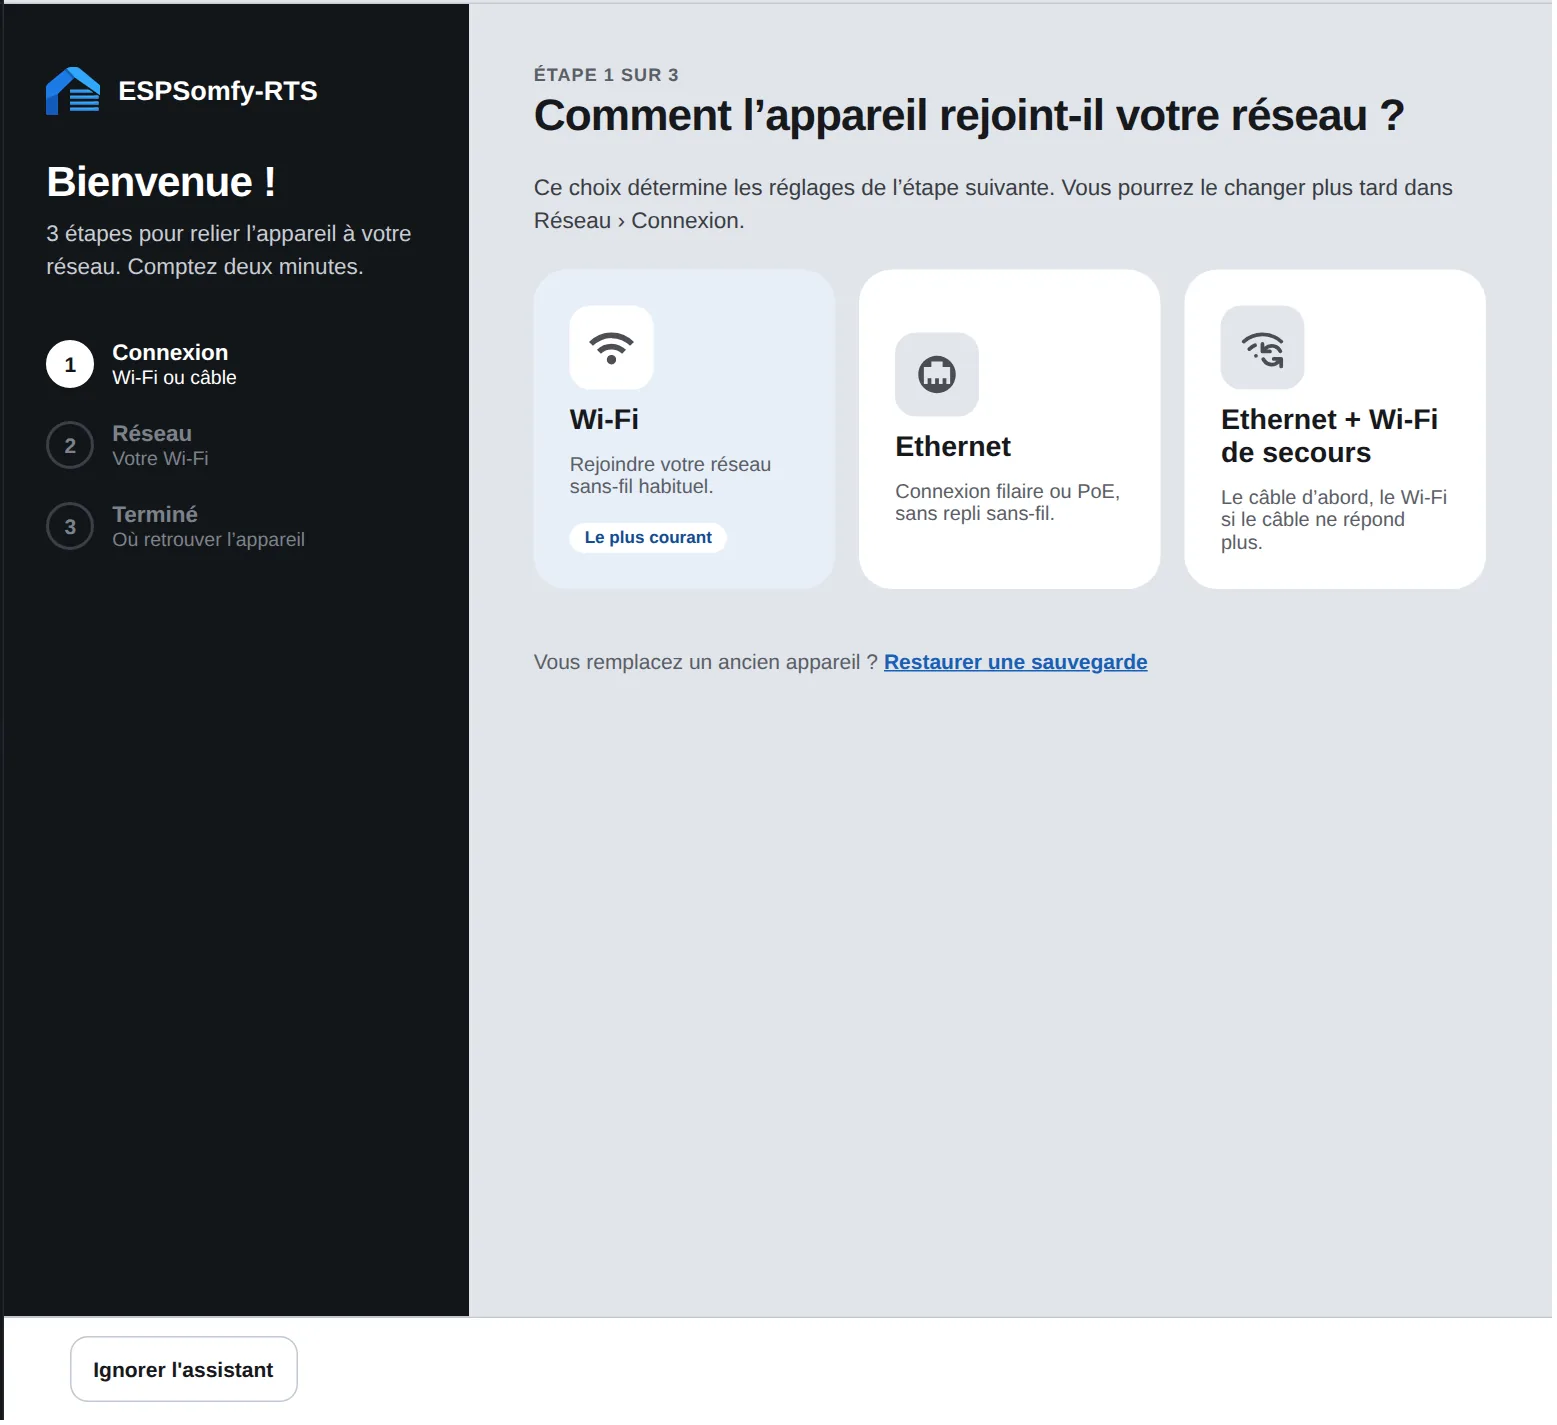 ESPSomfy-RTS
Bienvenue !
3 étapes pour relier l’appareil à votre
réseau. Comptez deux minutes.
1
Connexion
Wi-Fi ou câble
2
Réseau
Votre Wi-Fi
3
Terminé
Où retrouver l’appareil
ÉTAPE 1 SUR 3
Comment l’appareil rejoint-il votre réseau ?
Ce choix détermine les réglages de l’étape suivante. Vous pourrez le changer plus tard dans
Réseau › Connexion.
Wi-Fi
Rejoindre votre réseau
sans-fil habituel.
Le plus courant
Ethernet
Connexion filaire ou PoE,
sans repli sans-fil.
Ethernet + Wi-Fi
de secours
Le câble d’abord, le Wi-Fi
si le câble ne répond
plus.
Vous remplacez un ancien appareil ? Restaurer une sauvegarde
Ignorer l'assistant